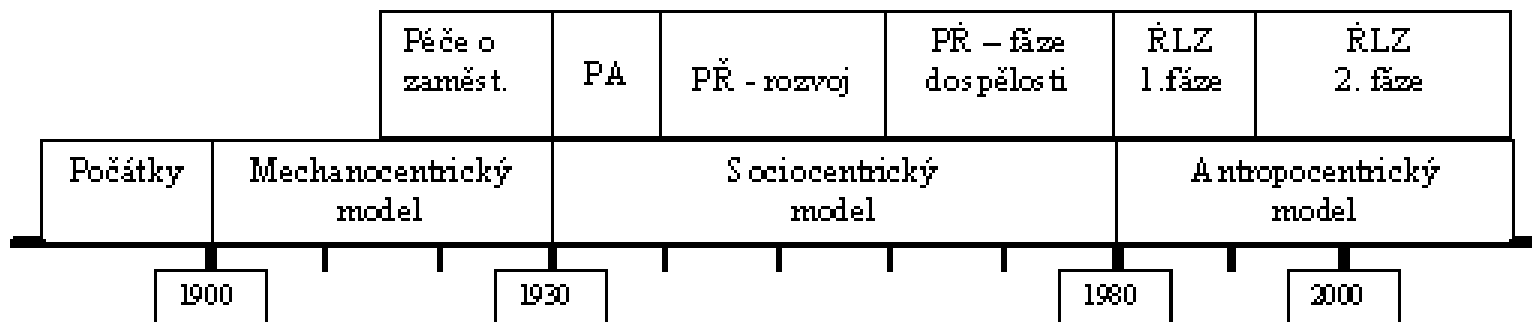 Péče o
zaměst.
PA
PŘ - rozvoj
PŘ – fáze
dospělosti
ŘLZ
1.fáze
ŘLZ
2. fáze
Počátky
Mechanocentrický
model
Sociocentrický
model
Antropocentrický
model
1900
1930
1980
2000